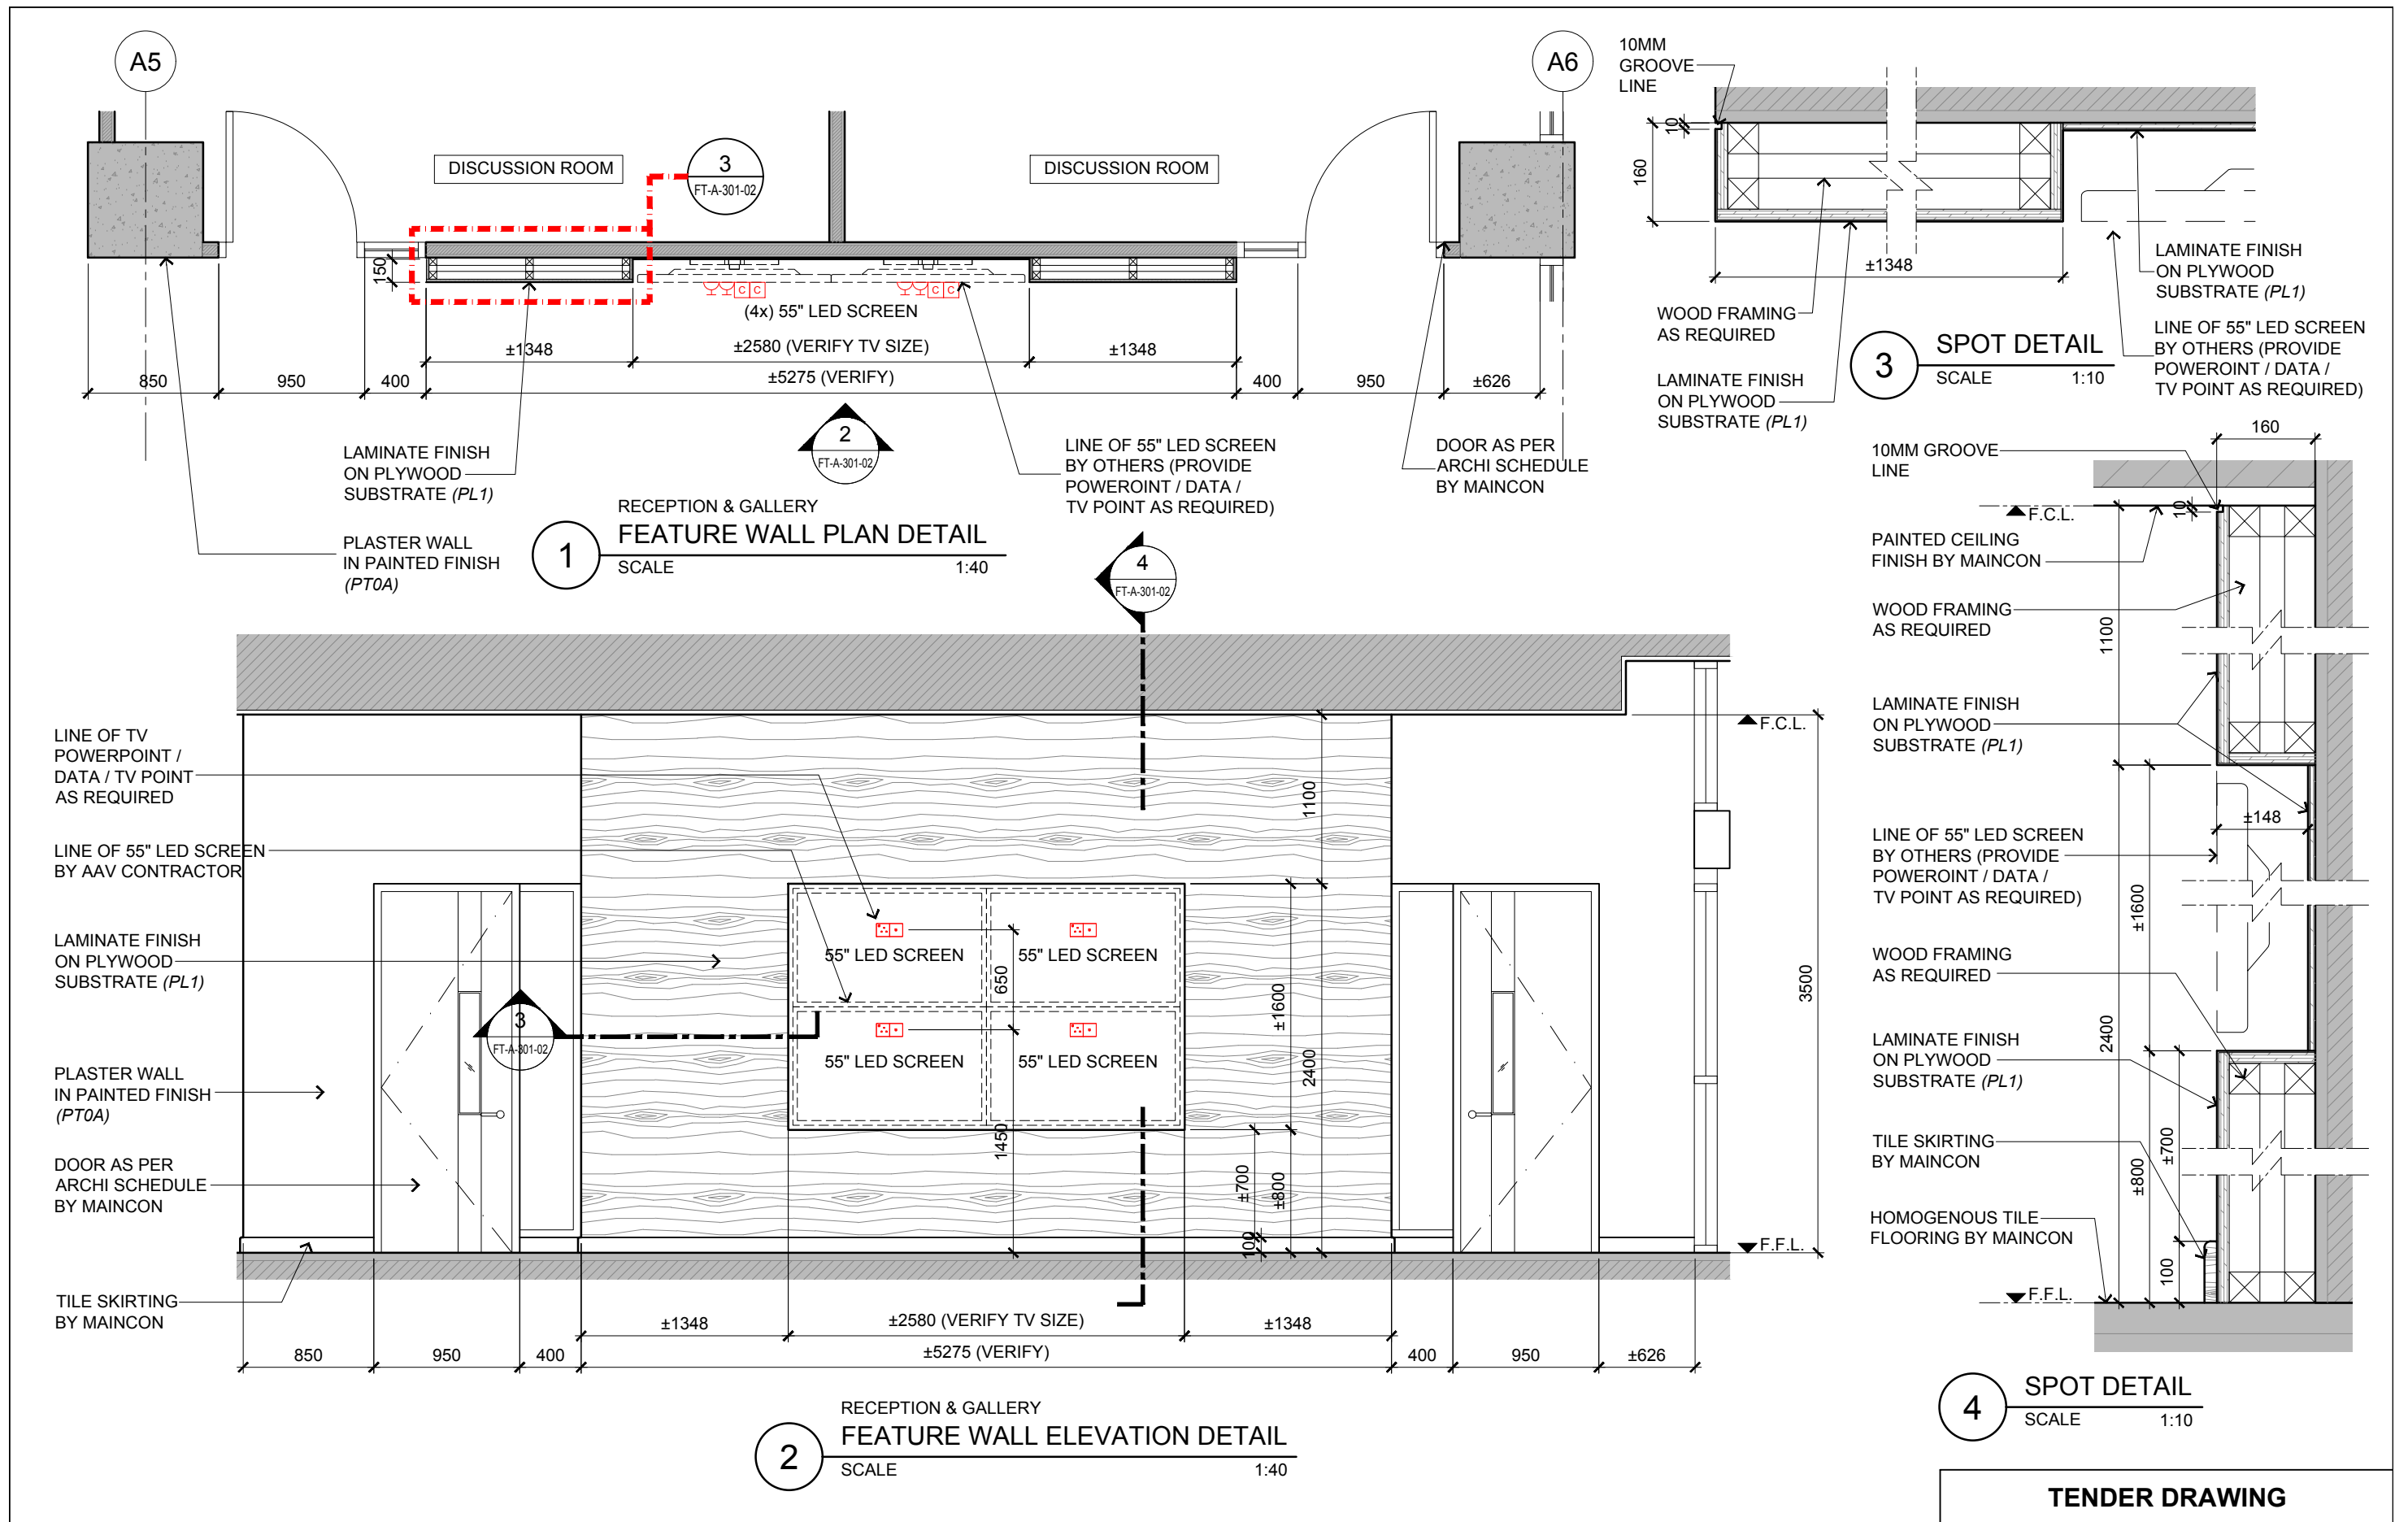 A5
A6
DISCUSSION ROOM
3
FT-A-301-02
DISCUSSION ROOM
150
C C
C C
(4x) 55" LED SCREEN
±1348
±2580 (VERIFY TV SIZE)
±1348
±5275 (VERIFY)
850
950
400
400
950
±626
2
FT-A-301-02
LAMINATE FINISH
ON PLYWOOD
SUBSTRATE (PL1)
PLASTER WALL
IN PAINTED FINISH
(PT0A)
LINE OF 55" LED SCREEN
BY OTHERS (PROVIDE
POWEROINT / DATA /
TV POINT AS REQUIRED)
DOOR AS PER
ARCHI SCHEDULE
BY MAINCON
1
RECEPTION & GALLERY
FEATURE WALL PLAN DETAIL
SCALE 1:40
10MM
GROOVE
LINE
10
160
±1348
WOOD FRAMING
AS REQUIRED
LAMINATE FINISH
ON PLYWOOD
SUBSTRATE (PL1)
LAMINATE FINISH
ON PLYWOOD
SUBSTRATE (PL1)
LINE OF 55" LED SCREEN
BY OTHERS (PROVIDE
POWEROINT / DATA /
TV POINT AS REQUIRED)
3
SPOT DETAIL
SCALE 1:10
4
FT-A-301-02
LINE OF TV
POWERPOINT /
DATA / TV POINT
AS REQUIRED
LINE OF 55" LED SCREEN
BY AAV CONTRACTOR
LAMINATE FINISH
ON PLYWOOD
SUBSTRATE (PL1)
PLASTER WALL
IN PAINTED FINISH
(PT0A)
DOOR AS PER
ARCHI SCHEDULE
BY MAINCON
TILE SKIRTING
BY MAINCON
3
FT-A-301-02
55" LED SCREEN
55" LED SCREEN
55" LED SCREEN
55" LED SCREEN
650
1450
1100
±1600
2400
±700
±800
100
F.C.L.
3500
F.F.L.
±1348
±2580 (VERIFY TV SIZE)
±1348
850
950
400
±5275 (VERIFY)
400
950
±626
2
RECEPTION & GALLERY
FEATURE WALL ELEVATION DETAIL
SCALE 1:40
160
10MM GROOVE
LINE
F.C.L.
10
PAINTED CEILING
FINISH BY MAINCON
WOOD FRAMING
AS REQUIRED
1100
LAMINATE FINISH
ON PLYWOOD
SUBSTRATE (PL1)
±148
LINE OF 55" LED SCREEN
BY OTHERS (PROVIDE
POWEROINT / DATA /
TV POINT AS REQUIRED)
±1600
WOOD FRAMING
AS REQUIRED
2400
LAMINATE FINISH
ON PLYWOOD
SUBSTRATE (PL1)
TILE SKIRTING
BY MAINCON
±700
±800
HOMOGENOUS TILE
FLOORING BY MAINCON
100
F.F.L.
4
SPOT DETAIL
SCALE 1:10
TENDER DRAWING